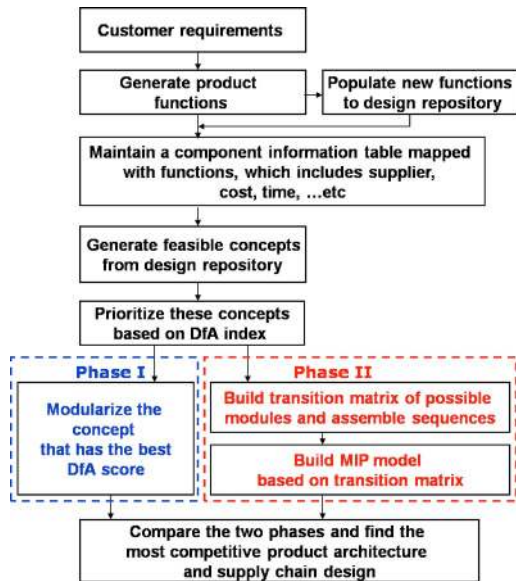 Customer requirements
Generate product
functions
Populate new functions
to design repository
Maintain a component information table mapped
with functions, which includes supplier,
cost, time, …etc
Generate feasible concepts
from design repository
Prioritize these concepts
based on DfA index
Phase I
Modularize the
concept
that has the best
DfA score
Phase II
Build transition matrix of possible
modules and assemble sequences
Build MIP model
based on transition matrix
Compare the two phases and find the
most competitive product architecture
and supply chain design